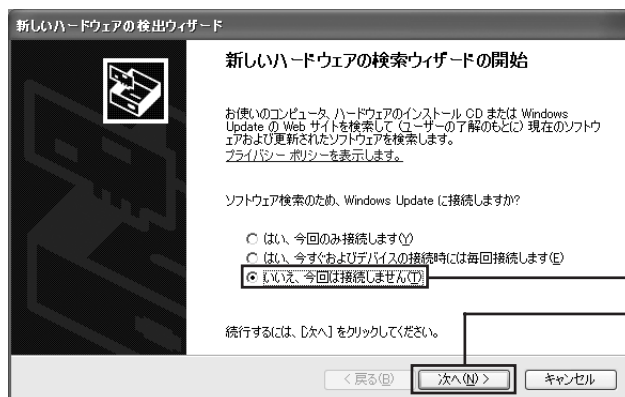 新しいハードウェアの検出ウィザード
新しいハードウェアの検索ウィザードの開始
お使いのコンピュータ、ハードウェアのインストール CD または Windows
Update の Web サイトを検索して (ユーザーの了解のもとに) 現在のソフトウ
ェアおよび更新されたソフトウェアを検索します。
プライバシー ポリシーを表示します。
ソフトウェア検索のため、Windows Update に接続しますか?
はい、今回のみ接続します(Y)
はい、今すぐおよびデバイスの接続時には毎回接続します(E)
いいえ、今回は接続しません(T)
続行するには、[次へ] をクリックしてください。
< 戻る(B) 次へ(N) > キャンセル